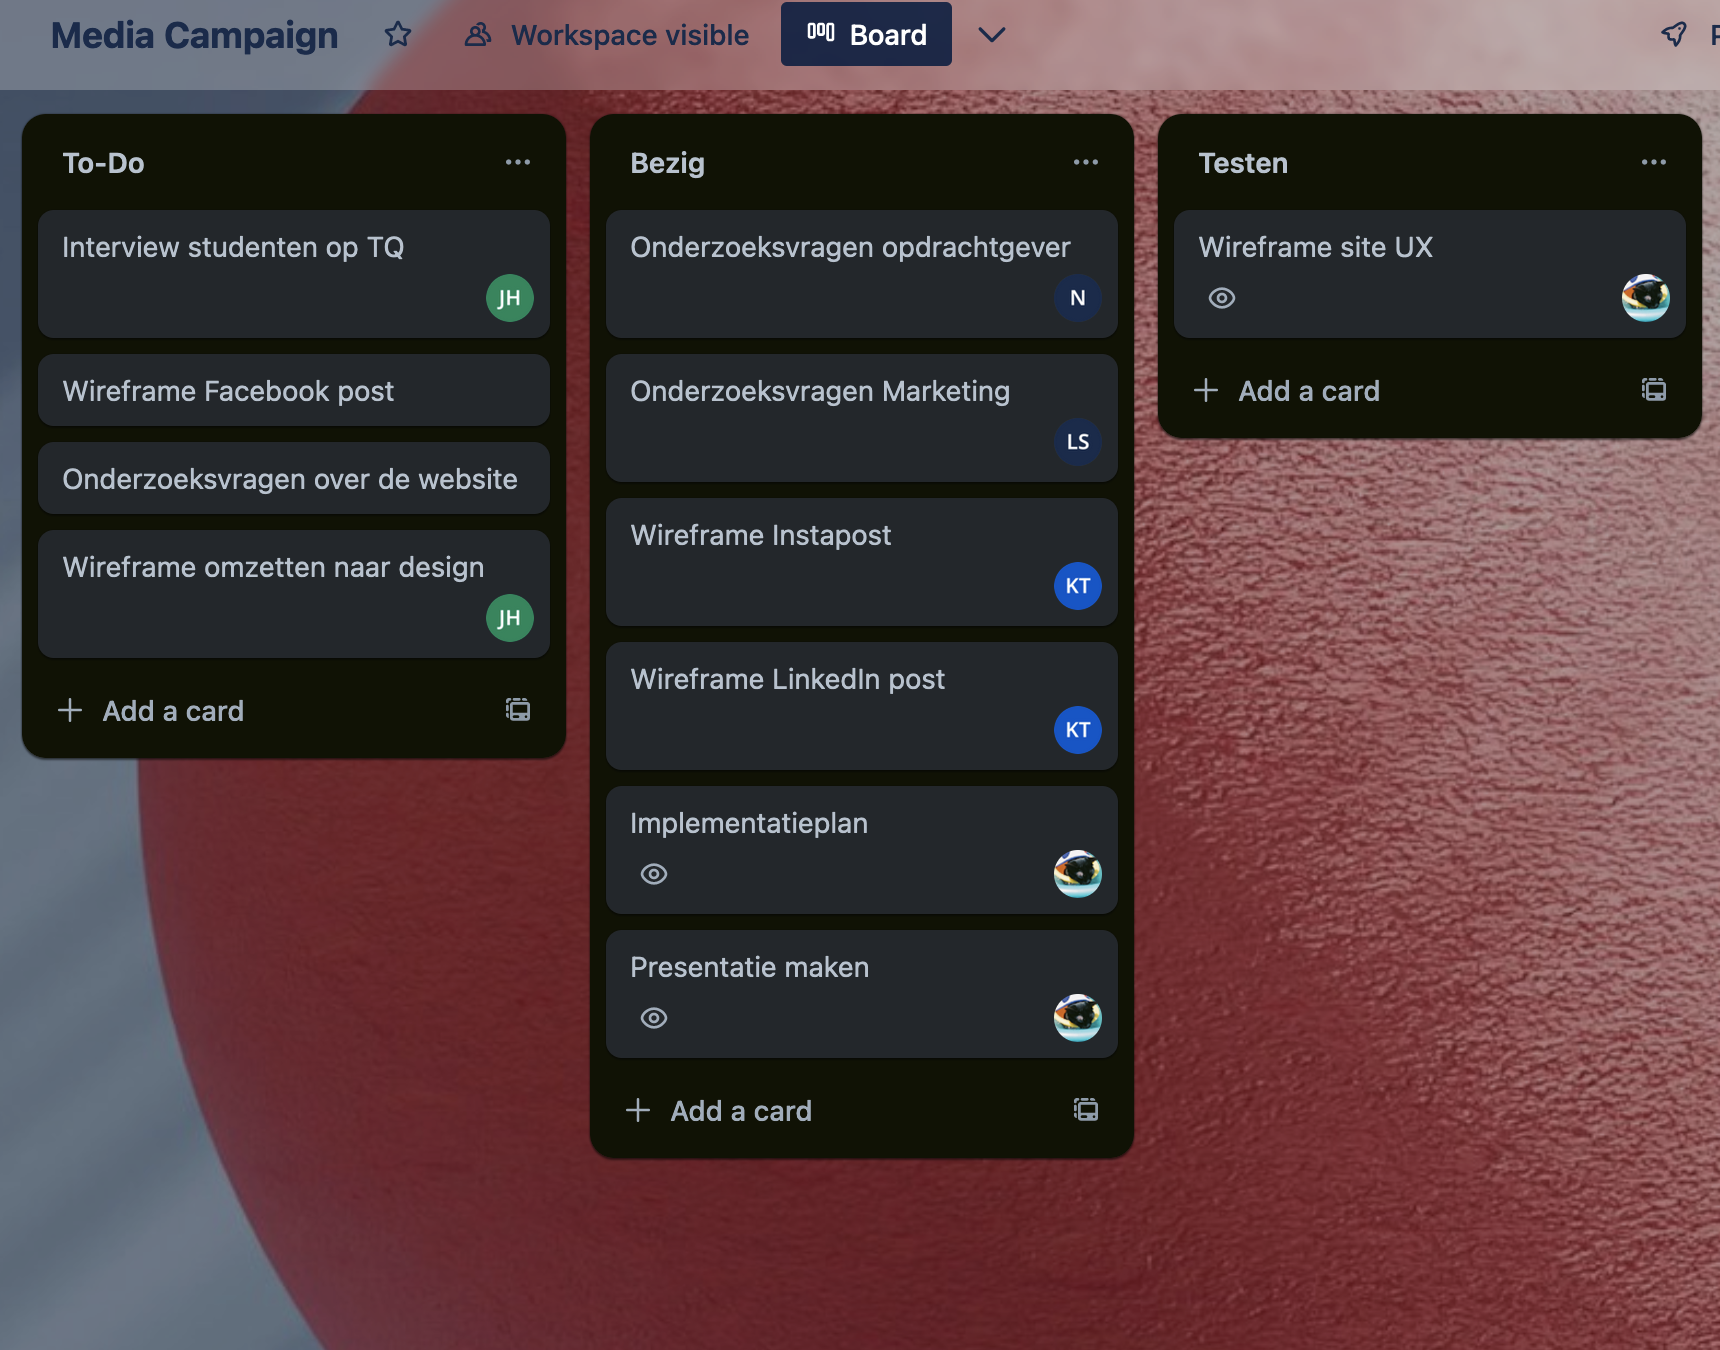 Media Campaign
Workspace visible
Board
To-Do
Interview studenten op TQ
JH
Wireframe Facebook post
Onderzoeksvragen over de website
Wireframe omzetten naar design
JH
Add a card
Bezig
Onderzoeksvragen opdrachtgever
N
Onderzoeksvragen Marketing
LS
Wireframe Instapost
KT
Wireframe LinkedIn post
KT
Implementatieplan
Presentatie maken
Add a card
Testen
Wireframe site UX
Add a card